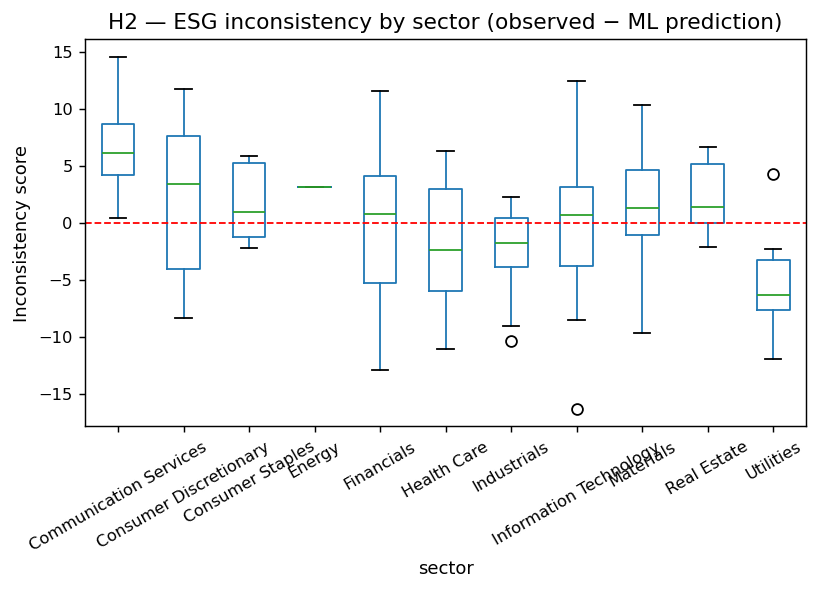 H2 — ESG inconsistency by sector (observed − ML prediction)
Inconsistency score
15
10
5
0
−5
−10
−15
Communication Services
Consumer Discretionary
Consumer Staples
Energy
Financials
Health Care
Industrials
Information Technology
Materials
Real Estate
Utilities
sector